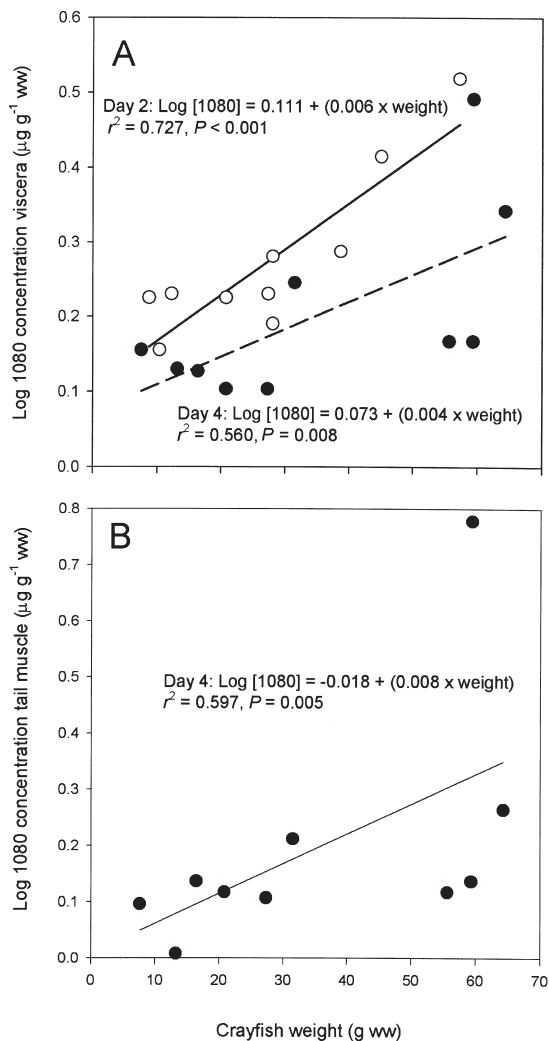 0.6
A
0.5
Day 2: Log [1080] = 0.111 + (0.006 x weight)
r² = 0.727, P < 0.001
0.4
0.3
0.2
0.1
Day 4: Log [1080] = 0.073 + (0.004 x weight)
r² = 0.560, P = 0.008
0.0
Log 1080 concentration viscera (µg g⁻¹ ww)
0.8
B
0.7
0.6
0.5
Day 4: Log [1080] = -0.018 + (0.008 x weight)
r² = 0.597, P = 0.005
0.4
0.3
0.2
0.1
0.0
Log 1080 concentration tail muscle (µg g⁻¹ ww)
0 10 20 30 40 50 60 70
Crayfish weight (g ww)